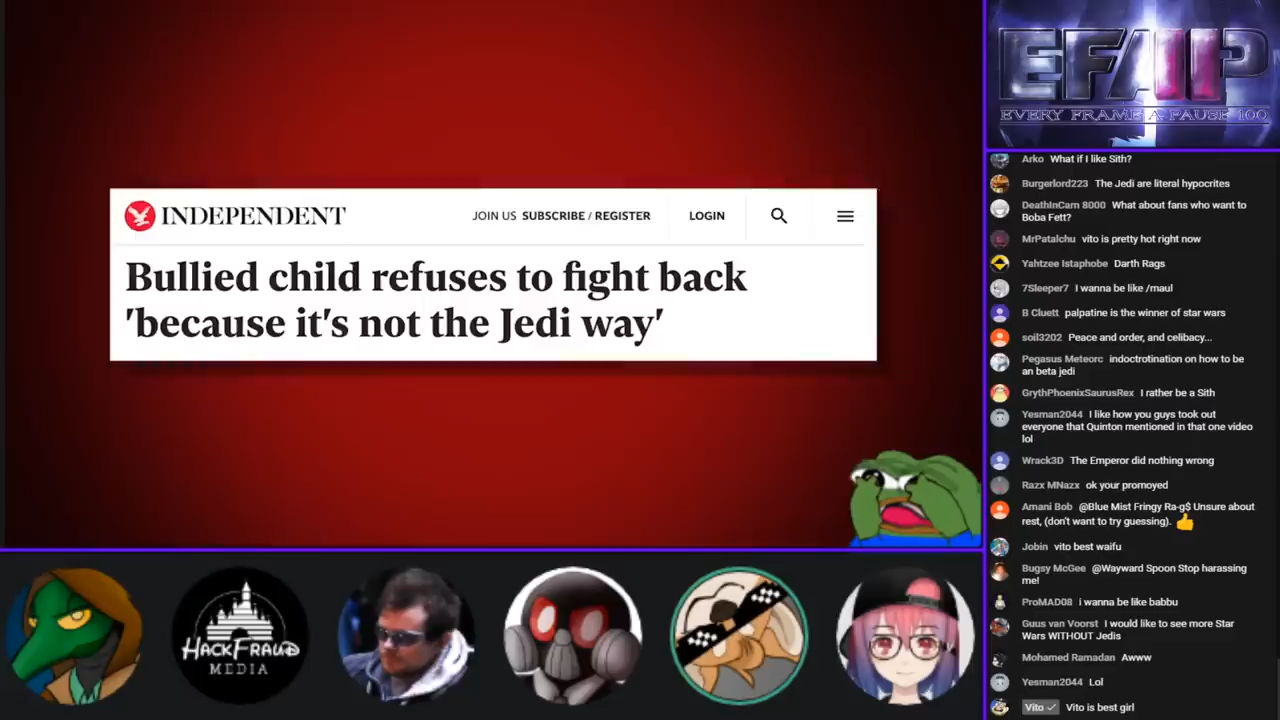 INDEPENDENT
JOIN US SUBSCRIBE / REGISTER
LOGIN
Bullied child refuses to fight back
'because it's not the Jedi way'
HACKFRAUD
MEDIA
EFAP
EVERY FRAME A PAUSE 100
Arko What if I like Sith?
Burgerlord223 The Jedi are literal hypocrites
DeathInCam 8000 What about fans who want to
Boba Fett?
MrPatalchu vito is pretty hot right now
Yahtzee Istaphobe Darth Rags
7Sleeper7 I wanna be like /maul
B Cluett palpatine is the winner of star wars
soil3202 Peace and order, and celibacy...
Pegasus Meteorc indoctrotination on how to be
an beta jedi
GrythPhoenixSaurusRex I rather be a Sith
Yesman2044 I like how you guys took out
everyone that Quinton mentioned in that one video
lol
Wrack3D The Emperor did nothing wrong
Razx MNazx ok your promoyed
Amani Bob @Blue Mist Fringy Ra-g$ Unsure about
rest, (don't want to try guessing).
Jobin vito best waifu
Bugsy McGee @Wayward Spoon Stop harassing
me!
ProMAD08 i wanna be like babbu
Guus van Voorst I would like to see more Star
Wars WITHOUT Jedis
Mohamed Ramadan Awww
Yesman2044 Lol
Vito Vito is best girl